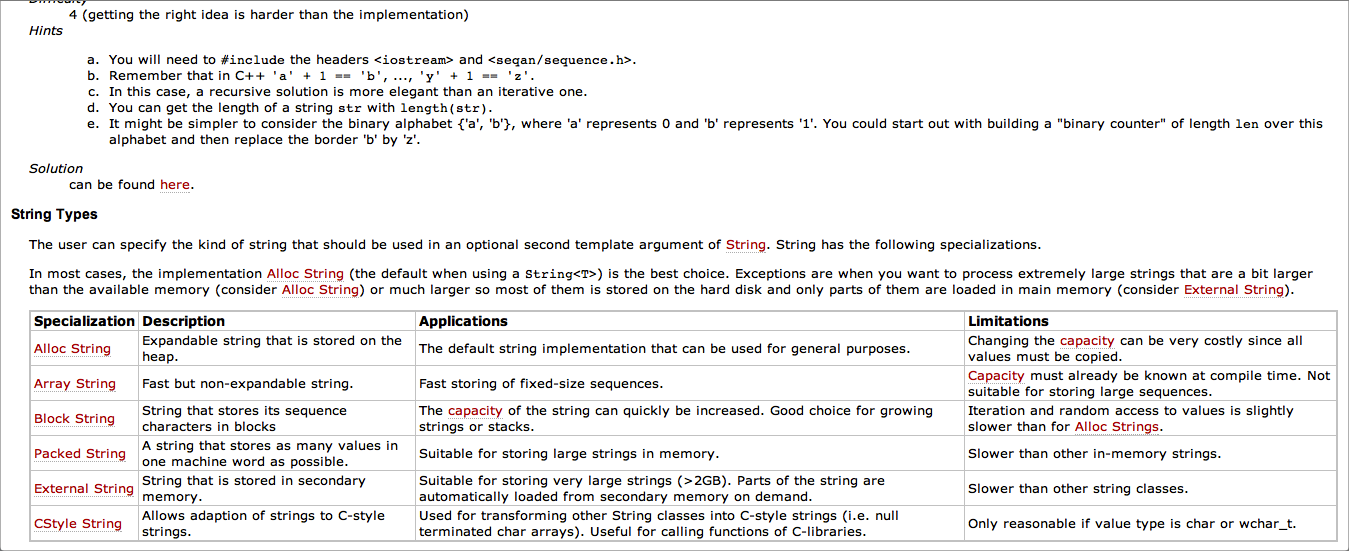 Difficulty
4 (getting the right idea is harder than the implementation)
Hints
a. You will need to #include the headers <iostream> and <seqan/sequence.h>.
b. Remember that in C++ 'a' + 1 == 'b', ..., 'y' + 1 == 'z'.
c. In this case, a recursive solution is more elegant than an iterative one.
d. You can get the length of a string str with length(str).
e. It might be simpler to consider the binary alphabet {'a', 'b'}, where 'a' represents 0 and 'b' represents '1'. You could start out with building a "binary counter" of length len over this
alphabet and then replace the border 'b' by 'z'.
Solution
can be found here.
String Types
The user can specify the kind of string that should be used in an optional second template argument of String. String has the following specializations.
In most cases, the implementation Alloc String (the default when using a String<T>) is the best choice. Exceptions are when you want to process extremely large strings that are a bit larger
than the available memory (consider Alloc String) or much larger so most of them is stored on the hard disk and only parts of them are loaded in main memory (consider External String).
Specialization Description Applications Limitations
Alloc String Expandable string that is stored on the
heap. The default string implementation that can be used for general purposes. Changing the capacity can be very costly since all
values must be copied.
Array String Fast but non-expandable string. Fast storing of fixed-size sequences. Capacity must already be known at compile time. Not
suitable for storing large sequences.
Block String String that stores its sequence
characters in blocks The capacity of the string can quickly be increased. Good choice for growing
strings or stacks. Iteration and random access to values is slightly
slower than for Alloc Strings.
Packed String A string that stores as many values in
one machine word as possible. Suitable for storing large strings in memory. Slower than other in-memory strings.
External String String that is stored in secondary
memory. Suitable for storing very large strings (>2GB). Parts of the string are
automatically loaded from secondary memory on demand. Slower than other string classes.
CStyle String Allows adaption of strings to C-style
strings. Used for transforming other String classes into C-style strings (i.e. null
terminated char arrays). Useful for calling functions of C-libraries. Only reasonable if value type is char or wchar_t.